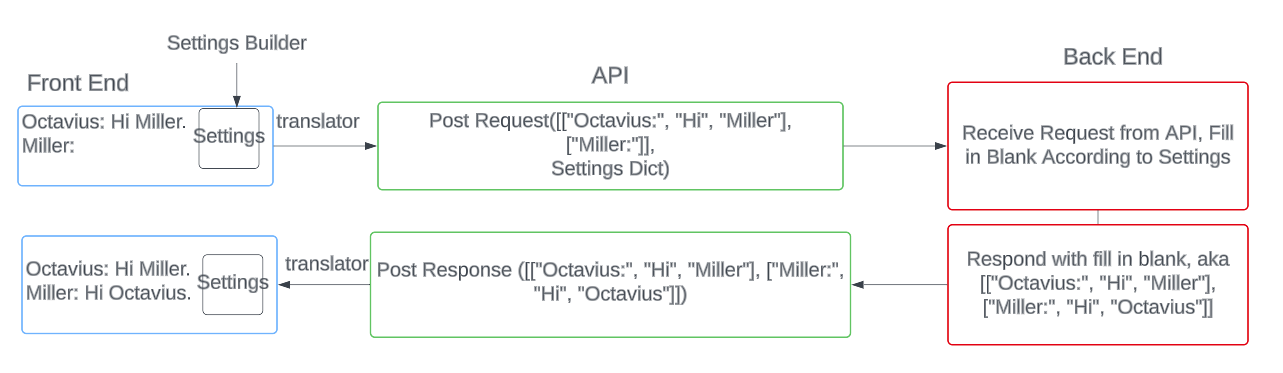 Settings Builder
Front End
API
Back End
Octavius: Hi Miller.
Miller:
Settings
translator
Post Request([["Octavius:", "Hi", "Miller"],
["Miller:"]],
Settings Dict)
Receive Request from API, Fill
in Blank According to Settings
Octavius: Hi Miller.
Miller: Hi Octavius.
Settings
translator
Post Response ([["Octavius:", "Hi", "Miller"], ["Miller:",
"Hi", "Octavius"]])
Respond with fill in blank, aka
[["Octavius:", "Hi", "Miller"],
["Miller:", "Hi", "Octavius"]]